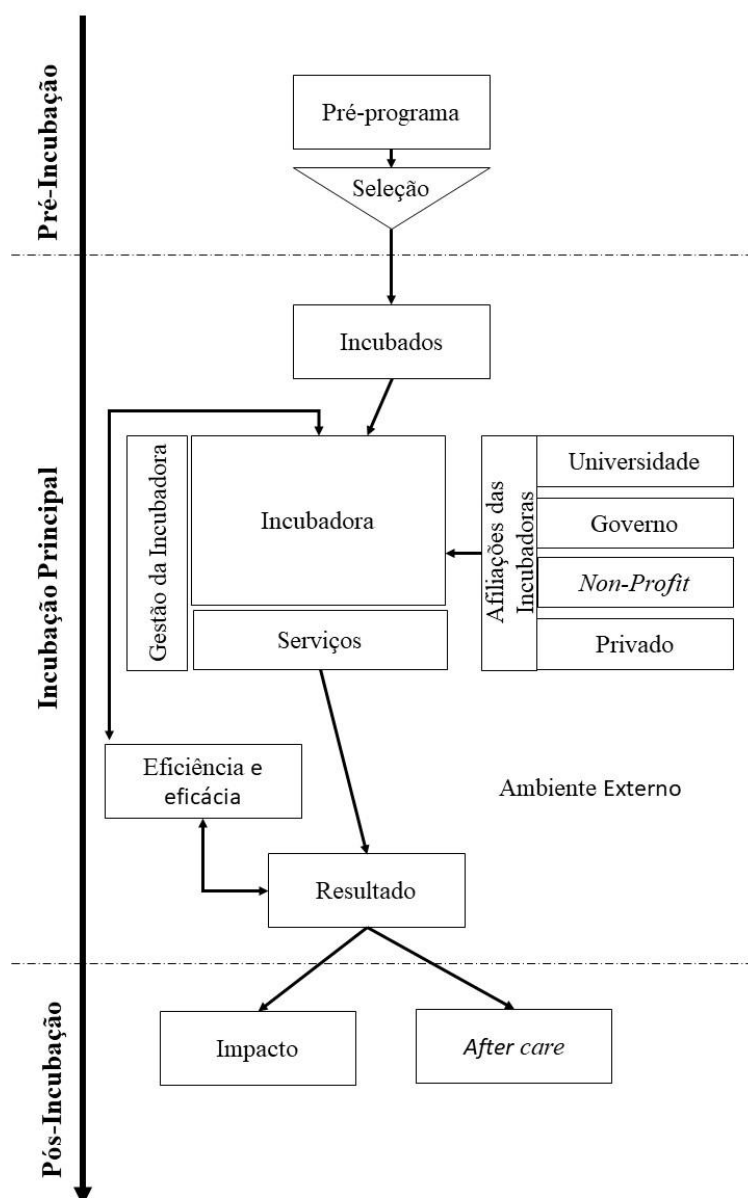 Pré-Incubação
Pré-programa
Seleção
Incubação Principal
Incubados
Gestão da Incubadora
Incubadora
Serviços
Afiliações das
Incubadoras
Universidade
Governo
Non-Profit
Privado
Eficiência e
eficácia
Ambiente Externo
Resultado
Pós-Incubação
Impacto
After care